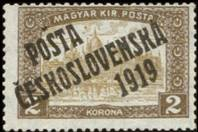 MAGYAR KIR. POSTA
POSTA
ČESKOSLOVENSKÁ
1919
2 KORONA 2